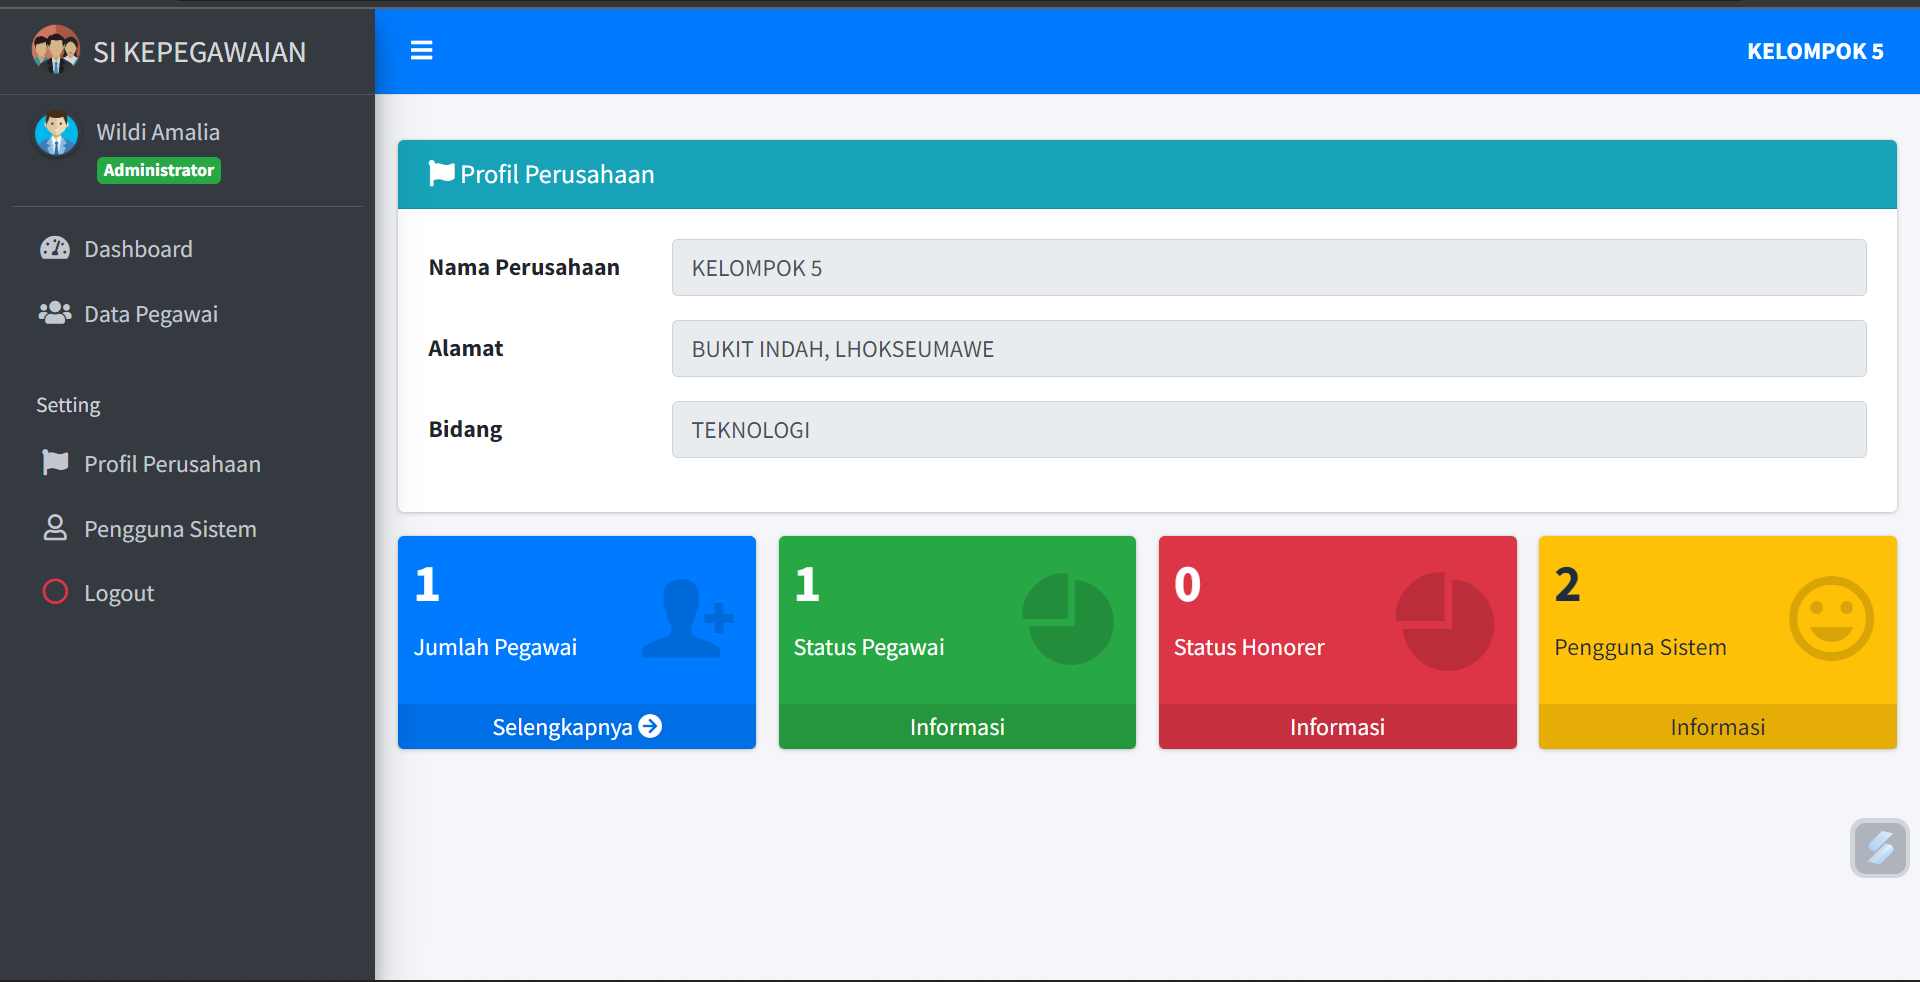 SI KEPEGAWAIAN
KELOMPOK 5
Wildi Amalia
Administrator
Dashboard
Data Pegawai
Setting
Profil Perusahaan
Pengguna Sistem
Logout
Profil Perusahaan
Nama Perusahaan KELOMPOK 5
Alamat BUKIT INDAH, LHOKSEUMAWE
Bidang TEKNOLOGI
1
Jumlah Pegawai
Selengkapnya
1
Status Pegawai
Informasi
0
Status Honorer
Informasi
2
Pengguna Sistem
Informasi